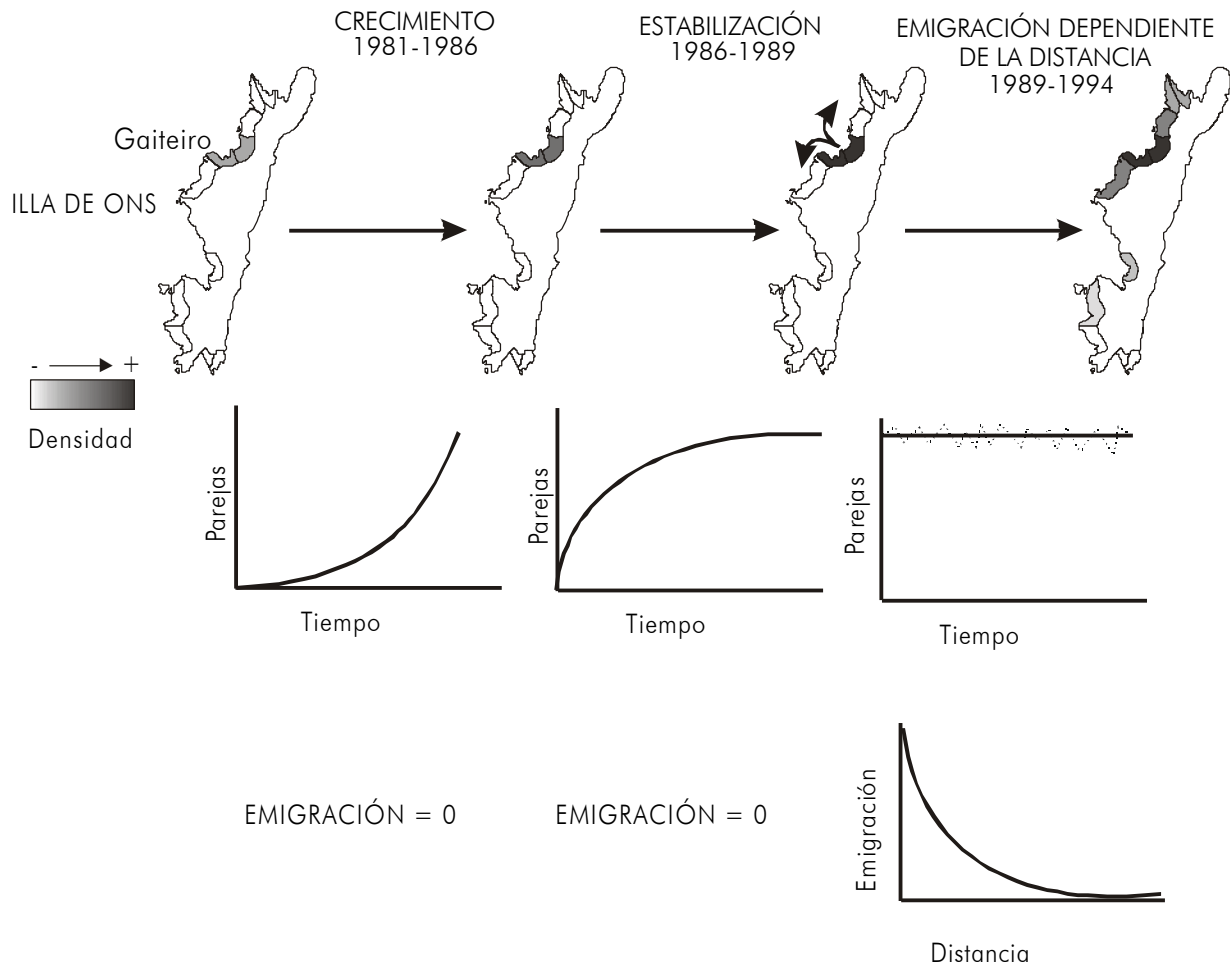 CRECIMIENTO
1981-1986
ESTABILIZACIÓN
1986-1989
EMIGRACIÓN DEPENDIENTE
DE LA DISTANCIA
1989-1994
Gaiteiro
ILLA DE ONS
- +
Densidad
Parejas
Tiempo
Parejas
Tiempo
Parejas
Tiempo
EMIGRACIÓN = 0
EMIGRACIÓN = 0
Emigración
Distancia